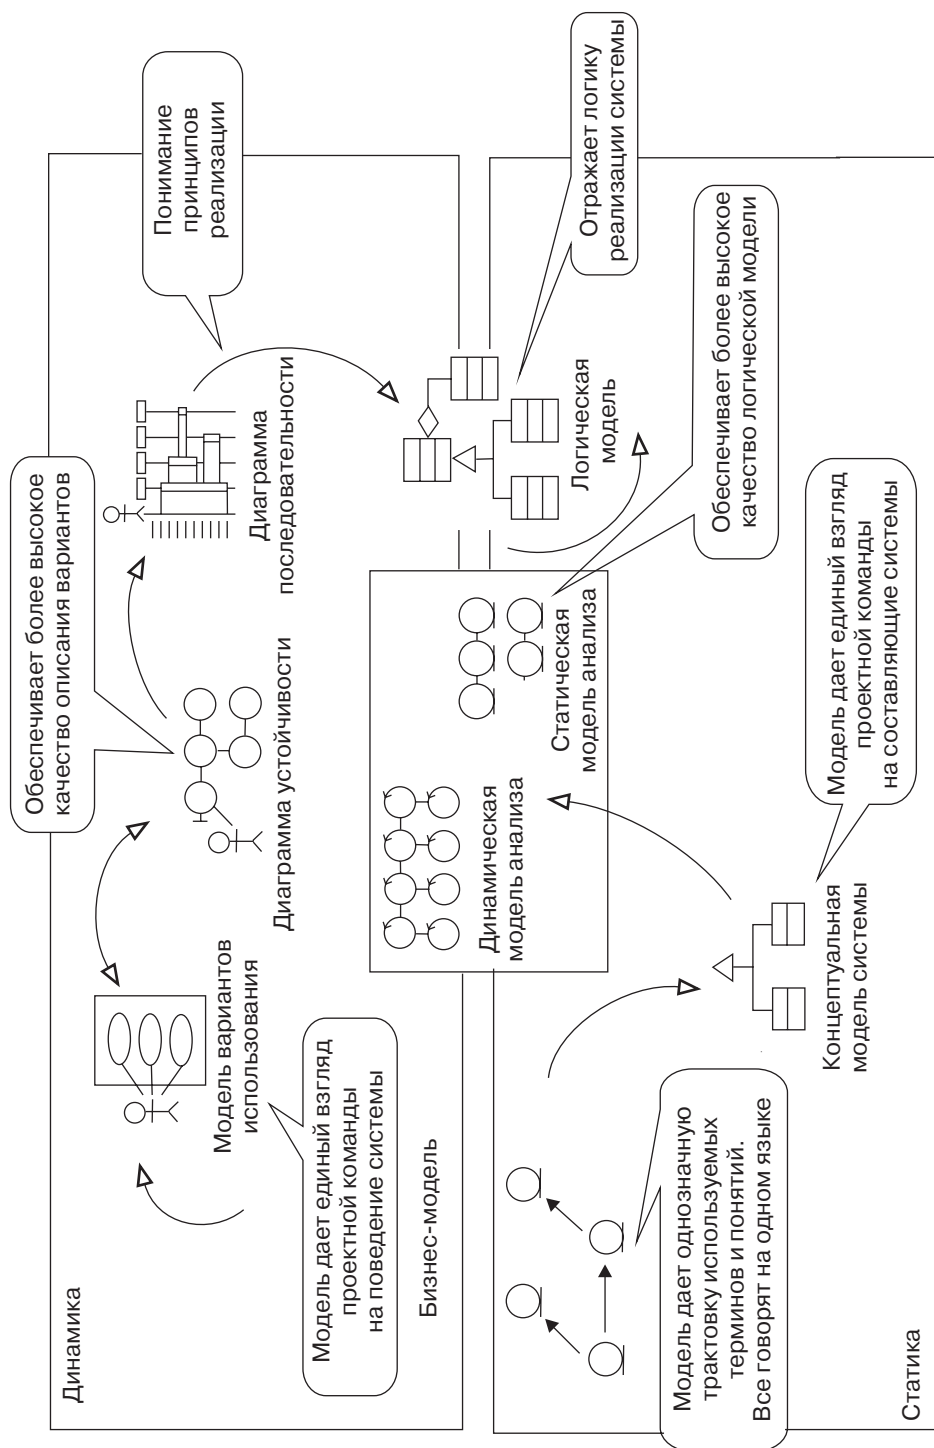 Динамика
Модель вариантов
использования
Модель дает единый взгляд
проектной команды
на поведение системы
Обеспечивает более высокое
качество описания вариантов
Диаграмма устойчивости
Диаграмма
последовательности
Понимание
принципов
реализации
Бизнес-модель
Динамическая
модель анализа
Статическая
модель анализа
Логическая
модель
Отражает логику
реализации системы
Обеспечивает более высокое
качество логической модели
Модель дает однозначную
трактовку используемых
терминов и понятий.
Все говорят на одном языке
Концептуальная
модель системы
Модель дает единый взгляд
проектной команды
на составляющие системы
Статика